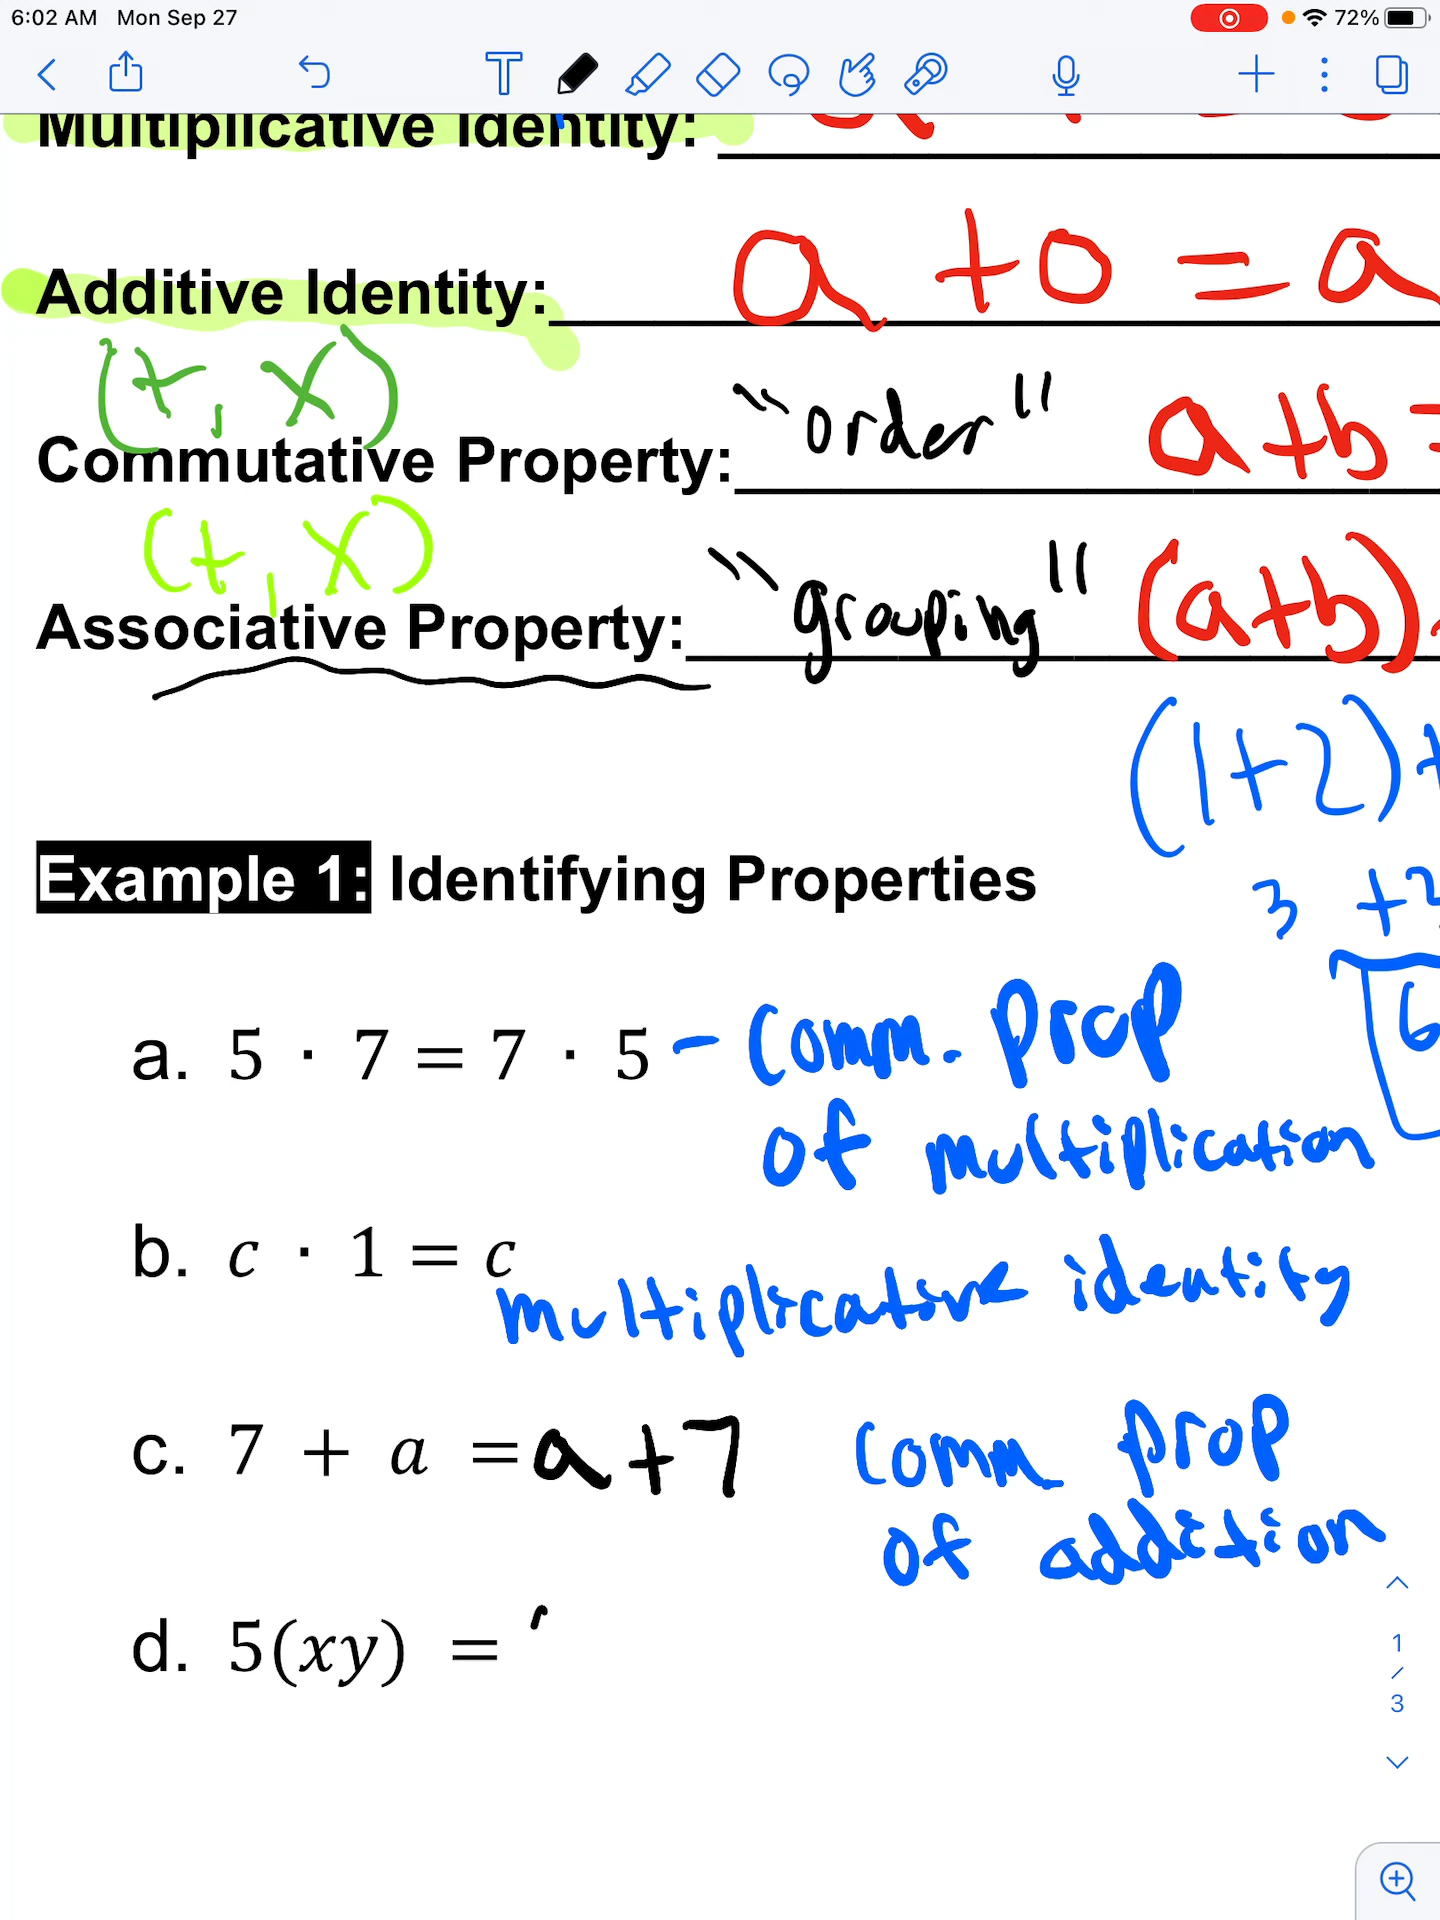 6:02 AM Mon Sep 27 72%
Multiplicative Identity:
Additive Identity: a + 0 = a
(+, x)
Commutative Property: "order" a+b =
(+, x)
Associative Property: "grouping" (a+b)
(1+2)+
Example 1: Identifying Properties
3 +3
6
a. 5 · 7 = 7 · 5 - Comm. Prop
of multiplication
b. c · 1 = c
multiplicative identity
c. 7 + a = a+7 Comm Prop
of addition
d. 5(xy) =
1
/
3